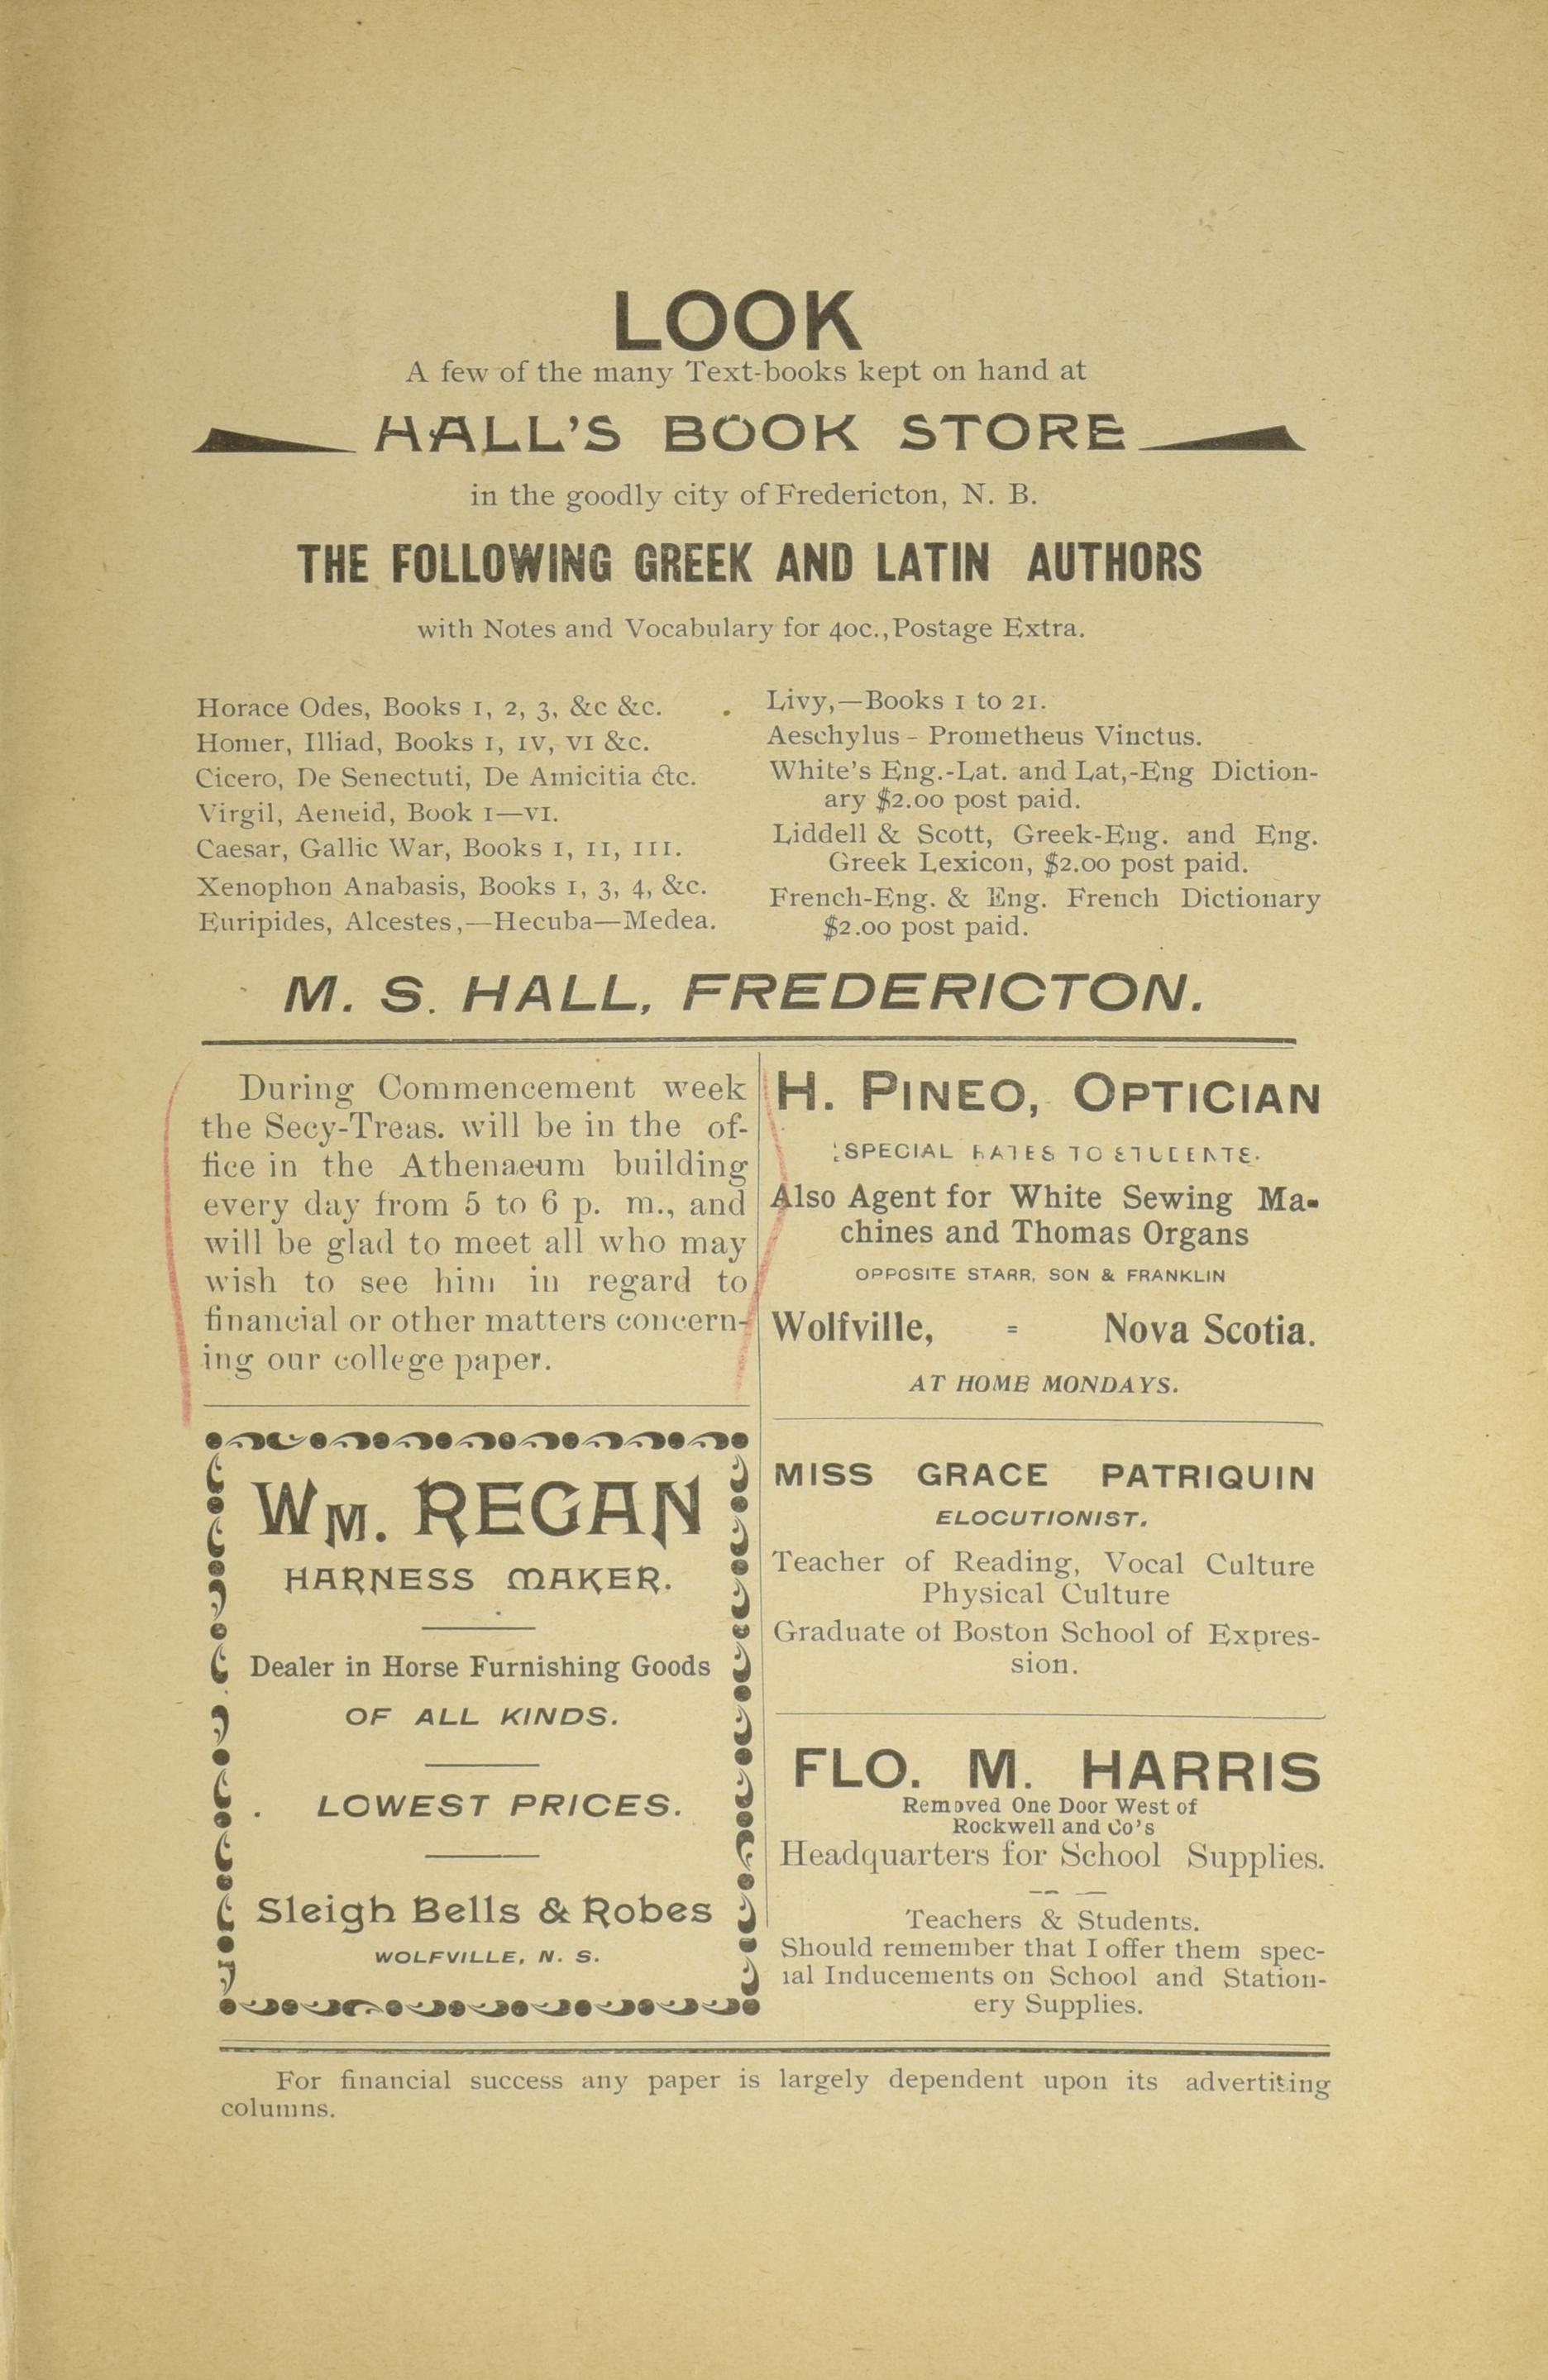 LOOK
A few of the many Text-books kept on hand at
HALL'S BOOK STORE
in the goodly city of Fredericton, N. B.
THE FOLLOWING GREEK AND LATIN AUTHORS
with Notes and Vocabulary for 40c., Postage Extra.
Horace Odes, Books 1, 2, 3, &c &c.
Homer, Illiad, Books I, IV, VI &c.
Cicero, De Senectuti, De Amicitia &c.
Virgil, Aeneid, Book I—VI.
Caesar, Gallic War, Books I, II, III.
Xenophon Anabasis, Books 1, 3, 4, &c.
Euripides, Alcestes,—Hecuba—Medea.
Livy,—Books 1 to 21.
Aeschylus - Prometheus Vinctus.
White's Eng.-Lat. and Lat,-Eng Diction-
ary $2.00 post paid.
Liddell & Scott, Greek-Eng. and Eng.
Greek Lexicon, $2.00 post paid.
French-Eng. & Eng. French Dictionary
$2.00 post paid.
M. S. HALL, FREDERICTON.
During Commencement week
the Secy-Treas. will be in the of-
fice in the Athenaeum building
every day from 5 to 6 p. m., and
will be glad to meet all who may
wish to see him in regard to
financial or other matters concern-
ing our college paper.
WM. REGAN
HARNESS MAKER.
Dealer in Horse Furnishing Goods
OF ALL KINDS.
LOWEST PRICES.
Sleigh Bells & Robes
WOLFVILLE, N. S.
H. PINEO, OPTICIAN
SPECIAL RATES TO STUDENTS.
Also Agent for White Sewing Ma-
chines and Thomas Organs
OPPOSITE STARR, SON & FRANKLIN
Wolfville, = Nova Scotia.
AT HOME MONDAYS.
MISS GRACE PATRIQUIN
ELOCUTIONIST.
Teacher of Reading, Vocal Culture
Physical Culture
Graduate of Boston School of Expres-
sion.
FLO. M. HARRIS
Removed One Door West of
Rockwell and Co's
Headquarters for School Supplies.
Teachers & Students.
Should remember that I offer them spec-
ial Inducements on School and Station-
ery Supplies.
For financial success any paper is largely dependent upon its advertising
columns.